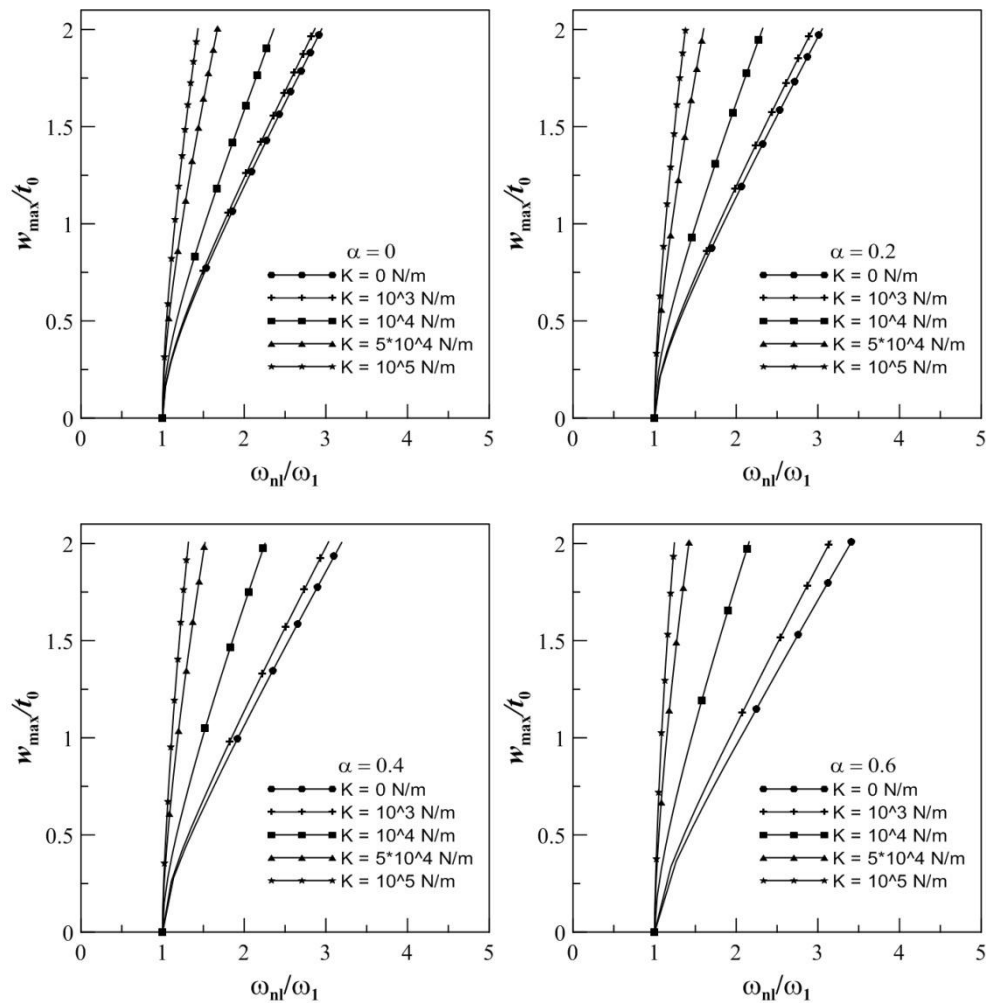 2
1.5
1
0.5
0
w_max/t_0
α = 0
K = 0 N/m
K = 10^3 N/m
K = 10^4 N/m
K = 5*10^4 N/m
K = 10^5 N/m
0 1 2 3 4 5
ω_nl/ω_1
2
1.5
1
0.5
0
w_max/t_0
α = 0.2
K = 0 N/m
K = 10^3 N/m
K = 10^4 N/m
K = 5*10^4 N/m
K = 10^5 N/m
0 1 2 3 4 5
ω_nl/ω_1
2
1.5
1
0.5
0
w_max/t_0
α = 0.4
K = 0 N/m
K = 10^3 N/m
K = 10^4 N/m
K = 5*10^4 N/m
K = 10^5 N/m
0 1 2 3 4 5
ω_nl/ω_1
2
1.5
1
0.5
0
w_max/t_0
α = 0.6
K = 0 N/m
K = 10^3 N/m
K = 10^4 N/m
K = 5*10^4 N/m
K = 10^5 N/m
0 1 2 3 4 5
ω_nl/ω_1